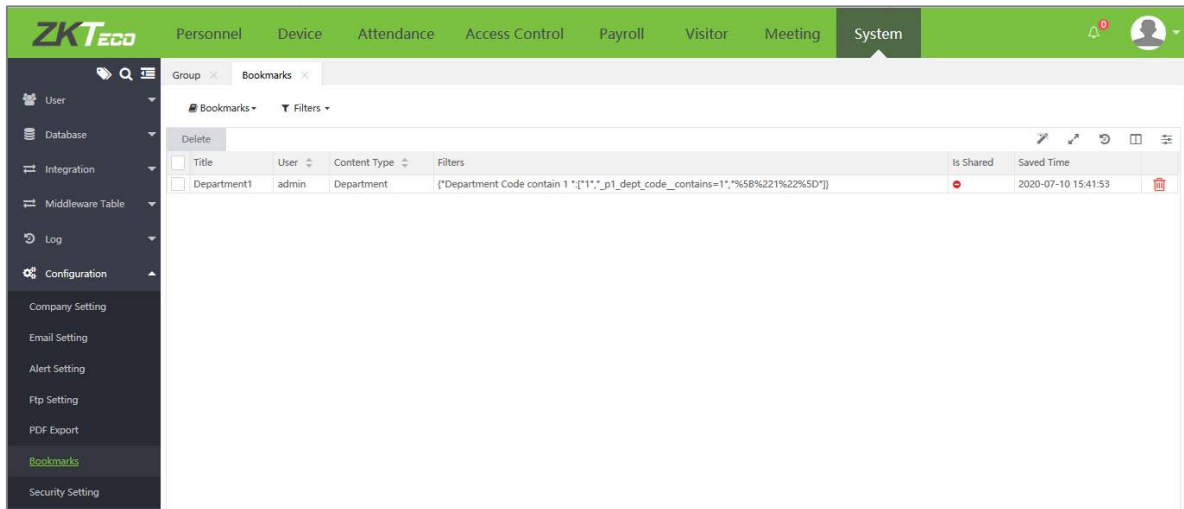 ZKTeco Personnel Device Attendance Access Control Payroll Visitor Meeting System 0
Group Bookmarks
Bookmarks Filters
User
Database
Integration
Middleware Table
Log
Configuration
Company Setting
Email Setting
Alert Setting
Ftp Setting
PDF Export
Bookmarks
Security Setting
Delete
Title User Content Type Filters Is Shared Saved Time
Department1 admin Department {"Department Code contain 1 ":["1","_p1_dept_code__contains=1","%5B%221%22%5D"]} 2020-07-10 15:41:53